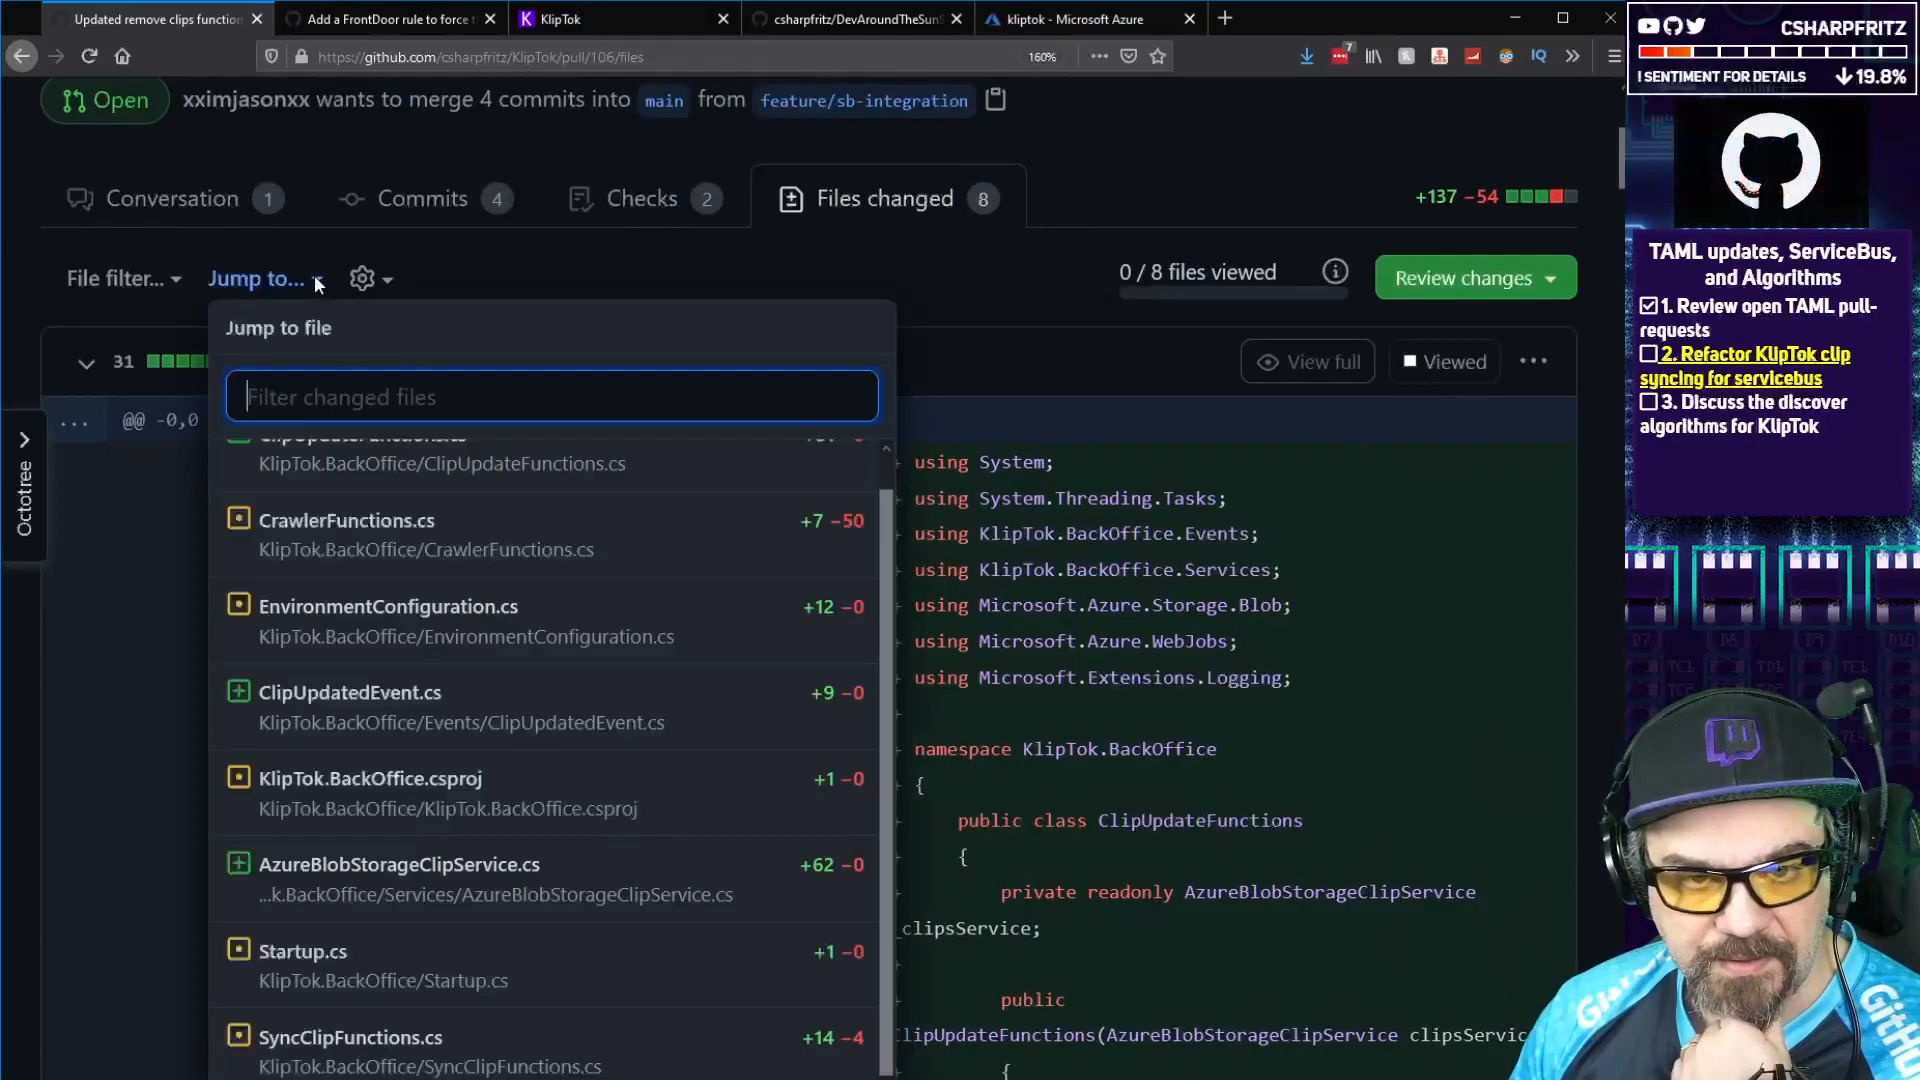 Updated remove clips function
Add a FrontDoor rule to force t
KlipTok
csharpfritz/DevAroundTheSun
kliptok - Microsoft Azure
https://github.com/csharpfritz/KlipTok/pull/106/files
160%
7
CSHARPFRITZ
! SENTIMENT FOR DETAILS
19.8%
Open
xximjasonxx wants to merge 4 commits into main from feature/sb-integration
Conversation 1
Commits 4
Checks 2
Files changed 8
+137 −54
File filter...
Jump to...
0 / 8 files viewed
Review changes
Jump to file
31
Filter changed files
View full
Viewed
@@ -0,0
Octotree
KlipTok.BackOffice/ClipUpdateFunctions.cs
CrawlerFunctions.cs +7 −50
KlipTok.BackOffice/CrawlerFunctions.cs
EnvironmentConfiguration.cs +12 −0
KlipTok.BackOffice/EnvironmentConfiguration.cs
ClipUpdatedEvent.cs +9 −0
KlipTok.BackOffice/Events/ClipUpdatedEvent.cs
KlipTok.BackOffice.csproj +1 −0
KlipTok.BackOffice/KlipTok.BackOffice.csproj
AzureBlobStorageClipService.cs +62 −0
...k.BackOffice/Services/AzureBlobStorageClipService.cs
Startup.cs +1 −0
KlipTok.BackOffice/Startup.cs
SyncClipFunctions.cs +14 −4
KlipTok.BackOffice/SyncClipFunctions.cs
using System;
using System.Threading.Tasks;
using KlipTok.BackOffice.Events;
using KlipTok.BackOffice.Services;
using Microsoft.Azure.Storage.Blob;
using Microsoft.Azure.WebJobs;
using Microsoft.Extensions.Logging;
namespace KlipTok.BackOffice
{
public class ClipUpdateFunctions
{
private readonly AzureBlobStorageClipService
_clipsService;
public
lipUpdateFunctions(AzureBlobStorageClipService clipsServic
{
TAML updates, ServiceBus,
and Algorithms
1. Review open TAML pull-
requests
2. Refactor KlipTok clip
syncing for servicebus
3. Discuss the discover
algorithms for KlipTok